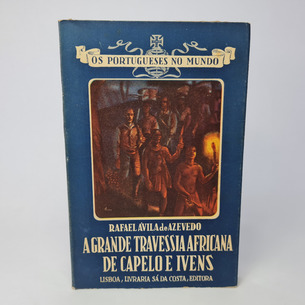 OS PORTUGUESES NO MUNDO
RAFAEL ÁVILA de AZEVEDO
A GRANDE TRAVESSIA AFRICANA
DE CAPELO E IVENS
LISBOA, LIVRARIA SÁ DA COSTA, EDITORA